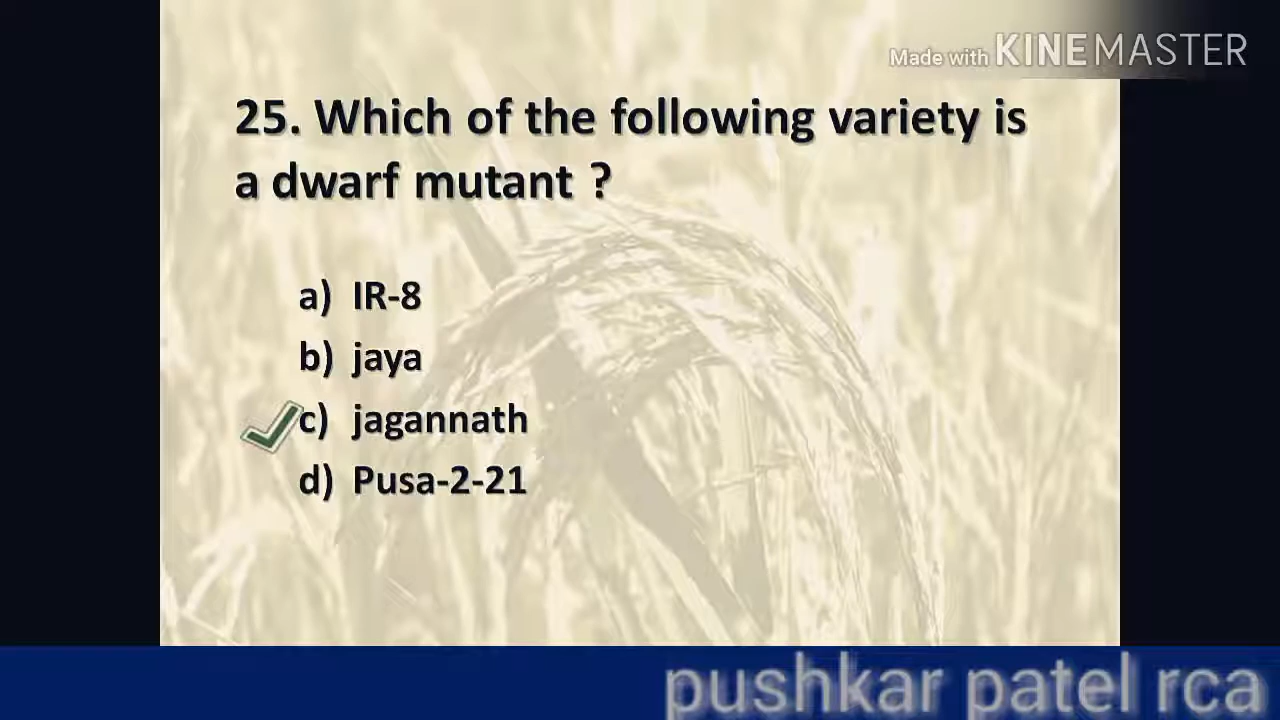 Made with KINEMASTER
25. Which of the following variety is
a dwarf mutant ?
a) IR-8
b) jaya
c) jagannath
d) Pusa-2-21
pushkar patel rca